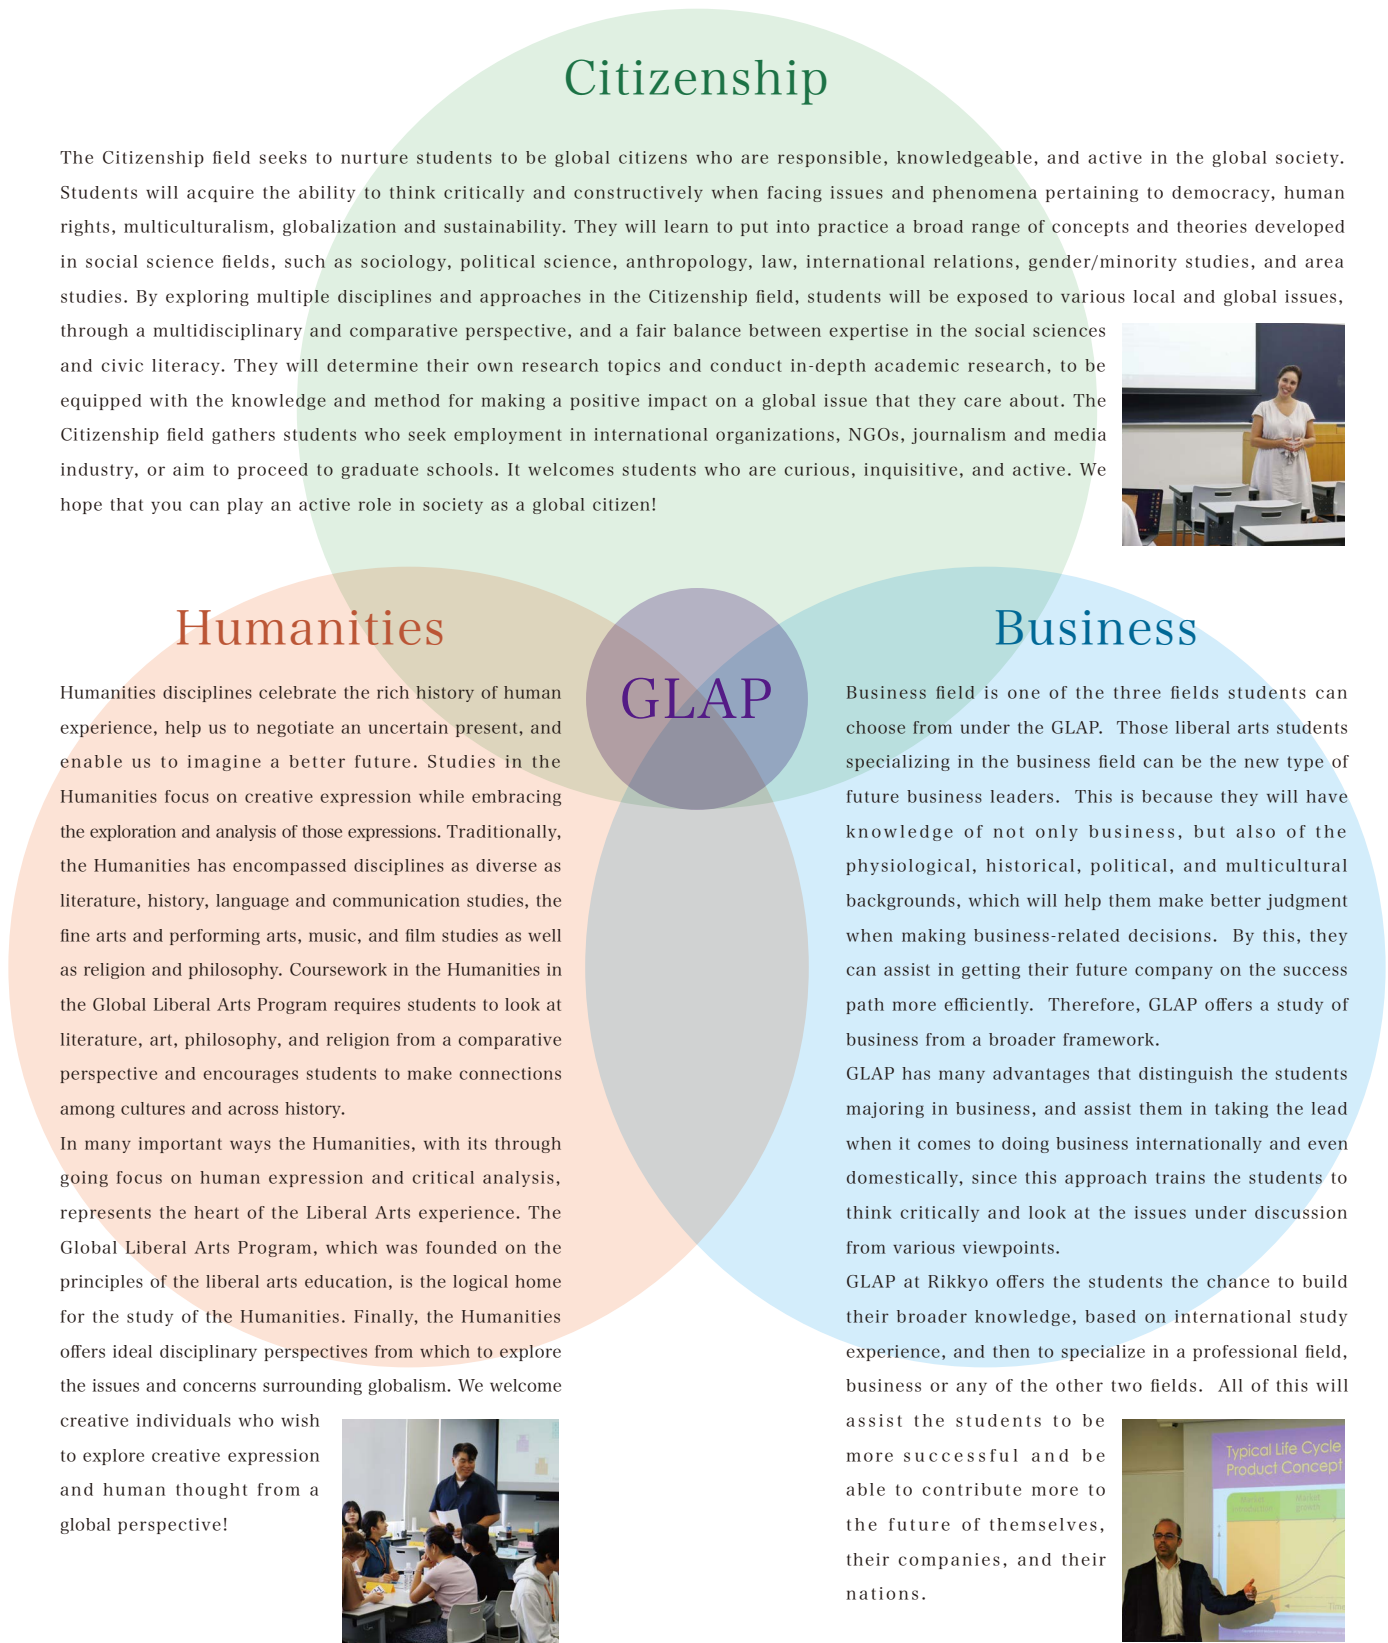 Citizenship
The Citizenship field seeks to nurture students to be global citizens who are responsible, knowledgeable, and active in the global society.
Students will acquire the ability to think critically and constructively when facing issues and phenomena pertaining to democracy, human
rights, multiculturalism, globalization and sustainability. They will learn to put into practice a broad range of concepts and theories developed
in social science fields, such as sociology, political science, anthropology, law, international relations, gender/minority studies, and area
studies. By exploring multiple disciplines and approaches in the Citizenship field, students will be exposed to various local and global issues,
through a multidisciplinary and comparative perspective, and a fair balance between expertise in the social sciences
and civic literacy. They will determine their own research topics and conduct in-depth academic research, to be
equipped with the knowledge and method for making a positive impact on a global issue that they care about. The
Citizenship field gathers students who seek employment in international organizations, NGOs, journalism and media
industry, or aim to proceed to graduate schools. It welcomes students who are curious, inquisitive, and active. We
hope that you can play an active role in society as a global citizen!
GLAP
Humanities
Humanities disciplines celebrate the rich history of human
experience, help us to negotiate an uncertain present, and
enable us to imagine a better future. Studies in the
Humanities focus on creative expression while embracing
the exploration and analysis of those expressions. Traditionally,
the Humanities has encompassed disciplines as diverse as
literature, history, language and communication studies, the
fine arts and performing arts, music, and film studies as well
as religion and philosophy. Coursework in the Humanities in
the Global Liberal Arts Program requires students to look at
literature, art, philosophy, and religion from a comparative
perspective and encourages students to make connections
among cultures and across history.
In many important ways the Humanities, with its through
going focus on human expression and critical analysis,
represents the heart of the Liberal Arts experience. The
Global Liberal Arts Program, which was founded on the
principles of the liberal arts education, is the logical home
for the study of the Humanities. Finally, the Humanities
offers ideal disciplinary perspectives from which to explore
the issues and concerns surrounding globalism. We welcome
creative individuals who wish
to explore creative expression
and human thought from a
global perspective!
Business
Business field is one of the three fields students can
choose from under the GLAP. Those liberal arts students
specializing in the business field can be the new type of
future business leaders. This is because they will have
knowledge of not only business, but also of the
physiological, historical, political, and multicultural
backgrounds, which will help them make better judgment
when making business-related decisions. By this, they
can assist in getting their future company on the success
path more efficiently. Therefore, GLAP offers a study of
business from a broader framework.
GLAP has many advantages that distinguish the students
majoring in business, and assist them in taking the lead
when it comes to doing business internationally and even
domestically, since this approach trains the students to
think critically and look at the issues under discussion
from various viewpoints.
GLAP at Rikkyo offers the students the chance to build
their broader knowledge, based on international study
experience, and then to specialize in a professional field,
business or any of the other two fields. All of this will
assist the students to be
more successful and be
able to contribute more to
the future of themselves,
their companies, and their
nations.
Typical Life Cycle
Product Concept
Market
growth
Time